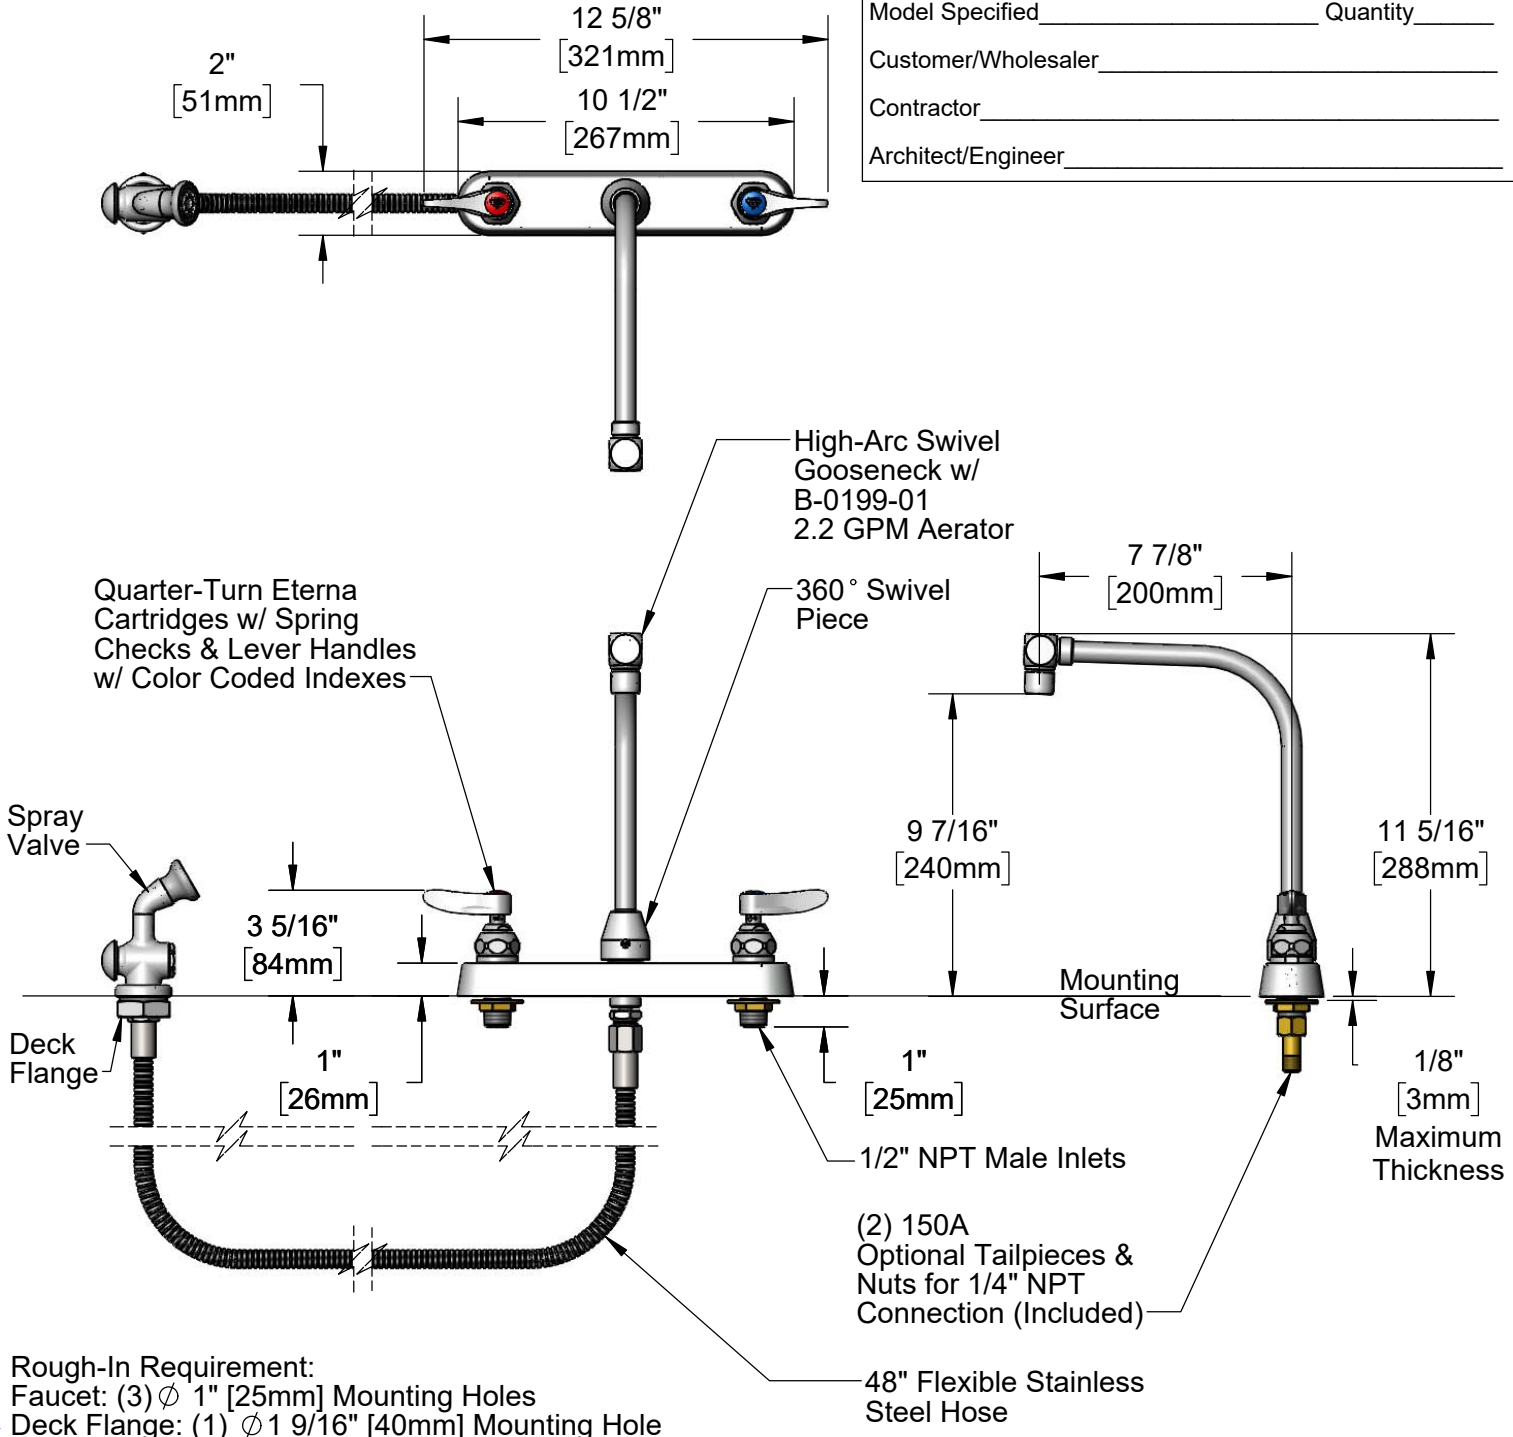 12 5/8"
[321mm]
2"
[51mm]
10 1/2"
[267mm]
Model Specified Quantity
Customer/Wholesaler
Contractor
Architect/Engineer
High-Arc Swivel
Gooseneck w/
B-0199-01
2.2 GPM Aerator
7 7/8"
[200mm]
Quarter-Turn Eterna
Cartridges w/ Spring
Checks & Lever Handles
w/ Color Coded Indexes
360° Swivel
Piece
Spray
Valve
9 7/16"
[240mm]
11 5/16"
[288mm]
3 5/16"
[84mm]
Mounting
Surface
Deck
Flange
1"
[26mm]
1"
[25mm]
1/8"
[3mm]
Maximum
Thickness
1/2" NPT Male Inlets
(2) 150A
Optional Tailpieces &
Nuts for 1/4" NPT
Connection (Included)
48" Flexible Stainless
Steel Hose
Rough-In Requirement:
Faucet: (3) ∅ 1" [25mm] Mounting Holes
Deck Flange: (1) ∅1 9/16" [40mm] Mounting Hole